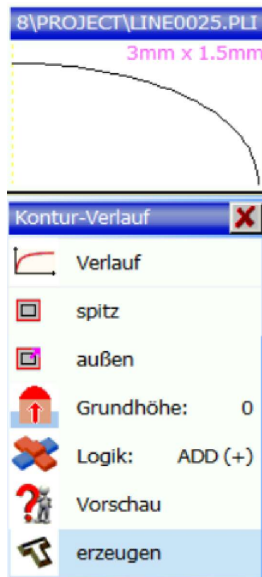 8\PROJECT\LINE0025.PLI
3mm x 1.5mm
Kontur-Verlauf
Verlauf
spitz
außen
Grundhöhe: 0
Logik: ADD (+)
Vorschau
erzeugen